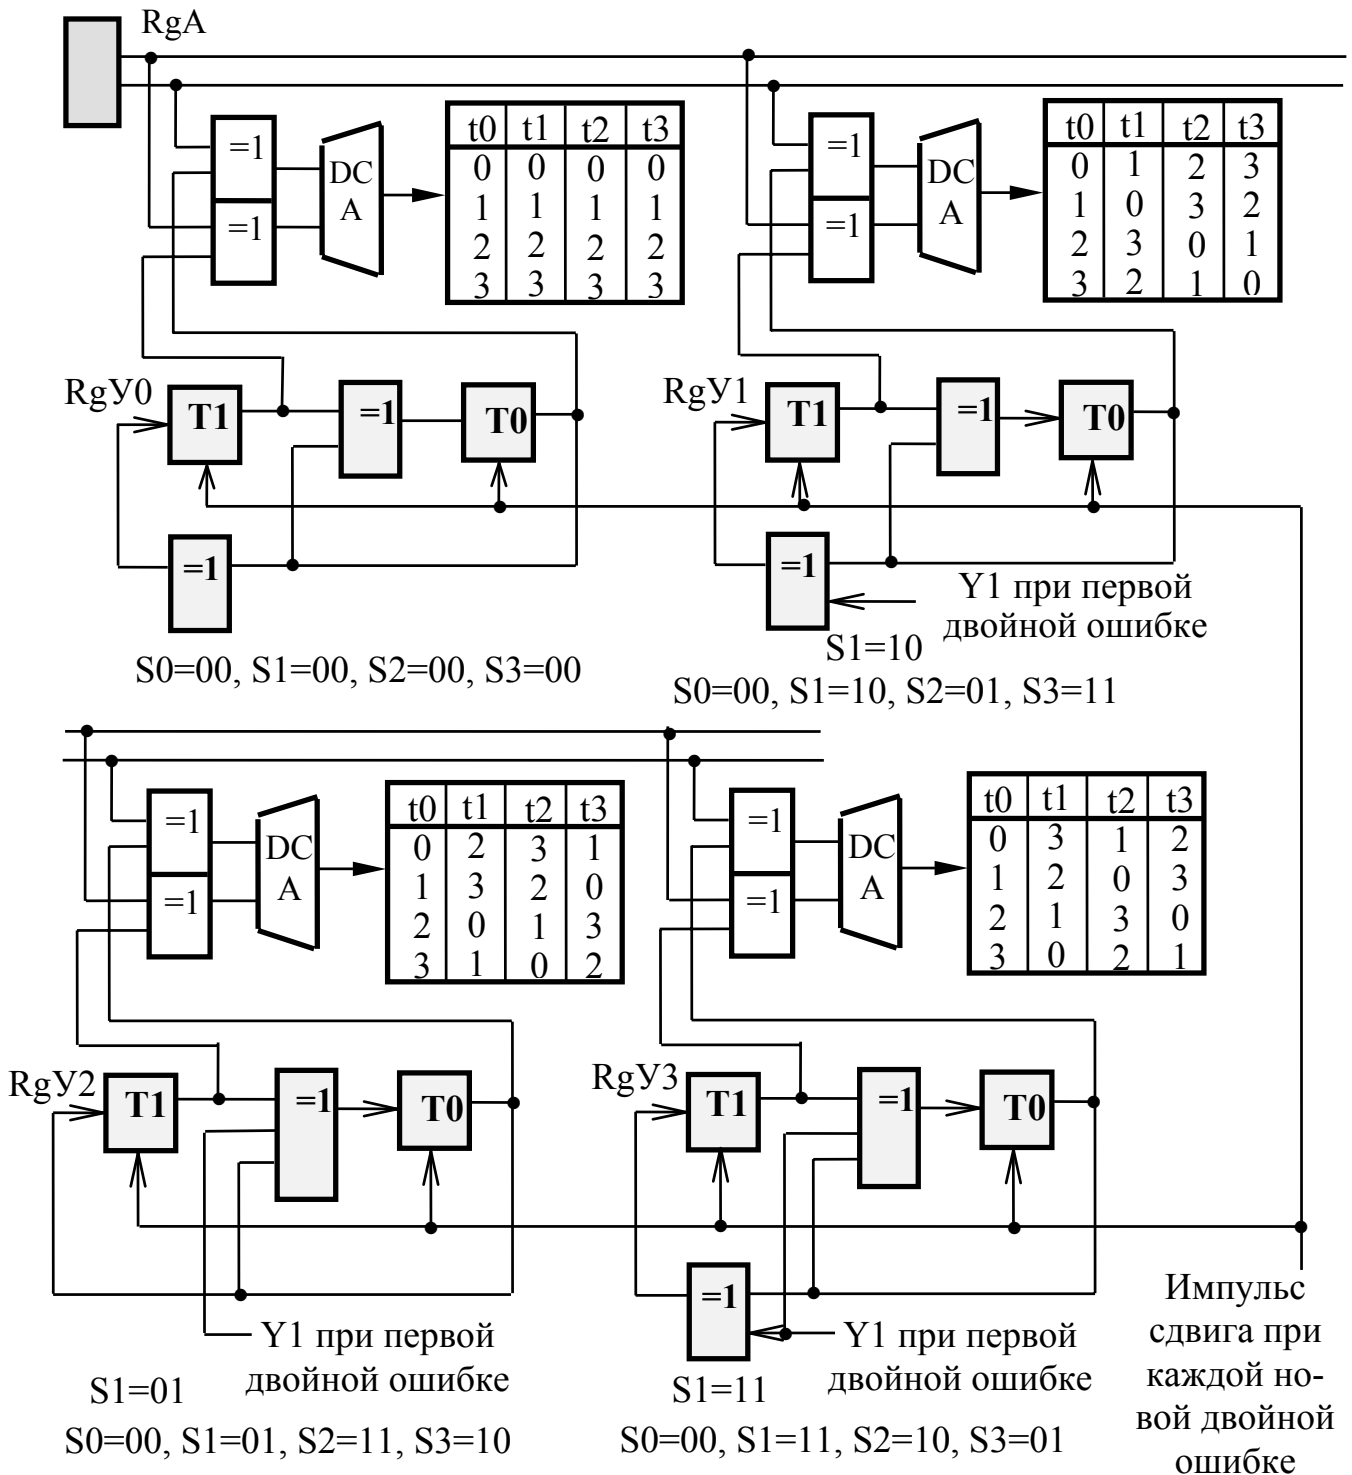 RgA
=1
=1
DC
A
t0 t1 t2 t3
0 0 0 0
1 1 1 1
2 2 2 2
3 3 3 3
=1
=1
DC
A
t0 t1 t2 t3
0 1 2 3
1 0 3 2
2 3 0 1
3 2 1 0
RgУ0
T1
=1
T0
=1
S0=00, S1=00, S2=00, S3=00
RgУ1
T1
=1
T0
=1
Y1 при первой
двойной ошибке
S1=10
S0=00, S1=10, S2=01, S3=11
=1
=1
DC
A
t0 t1 t2 t3
0 2 3 1
1 3 2 0
2 0 1 3
3 1 0 2
=1
=1
DC
A
t0 t1 t2 t3
0 3 1 2
1 2 0 3
2 1 3 0
3 0 2 1
RgУ2
T1
=1
T0
Y1 при первой
двойной ошибке
S1=01
S0=00, S1=01, S2=11, S3=10
RgУ3
T1
=1
T0
=1
Y1 при первой
двойной ошибке
S1=11
S0=00, S1=11, S2=10, S3=01
Импульс
сдвига при
каждой но-
вой двойной
ошибке